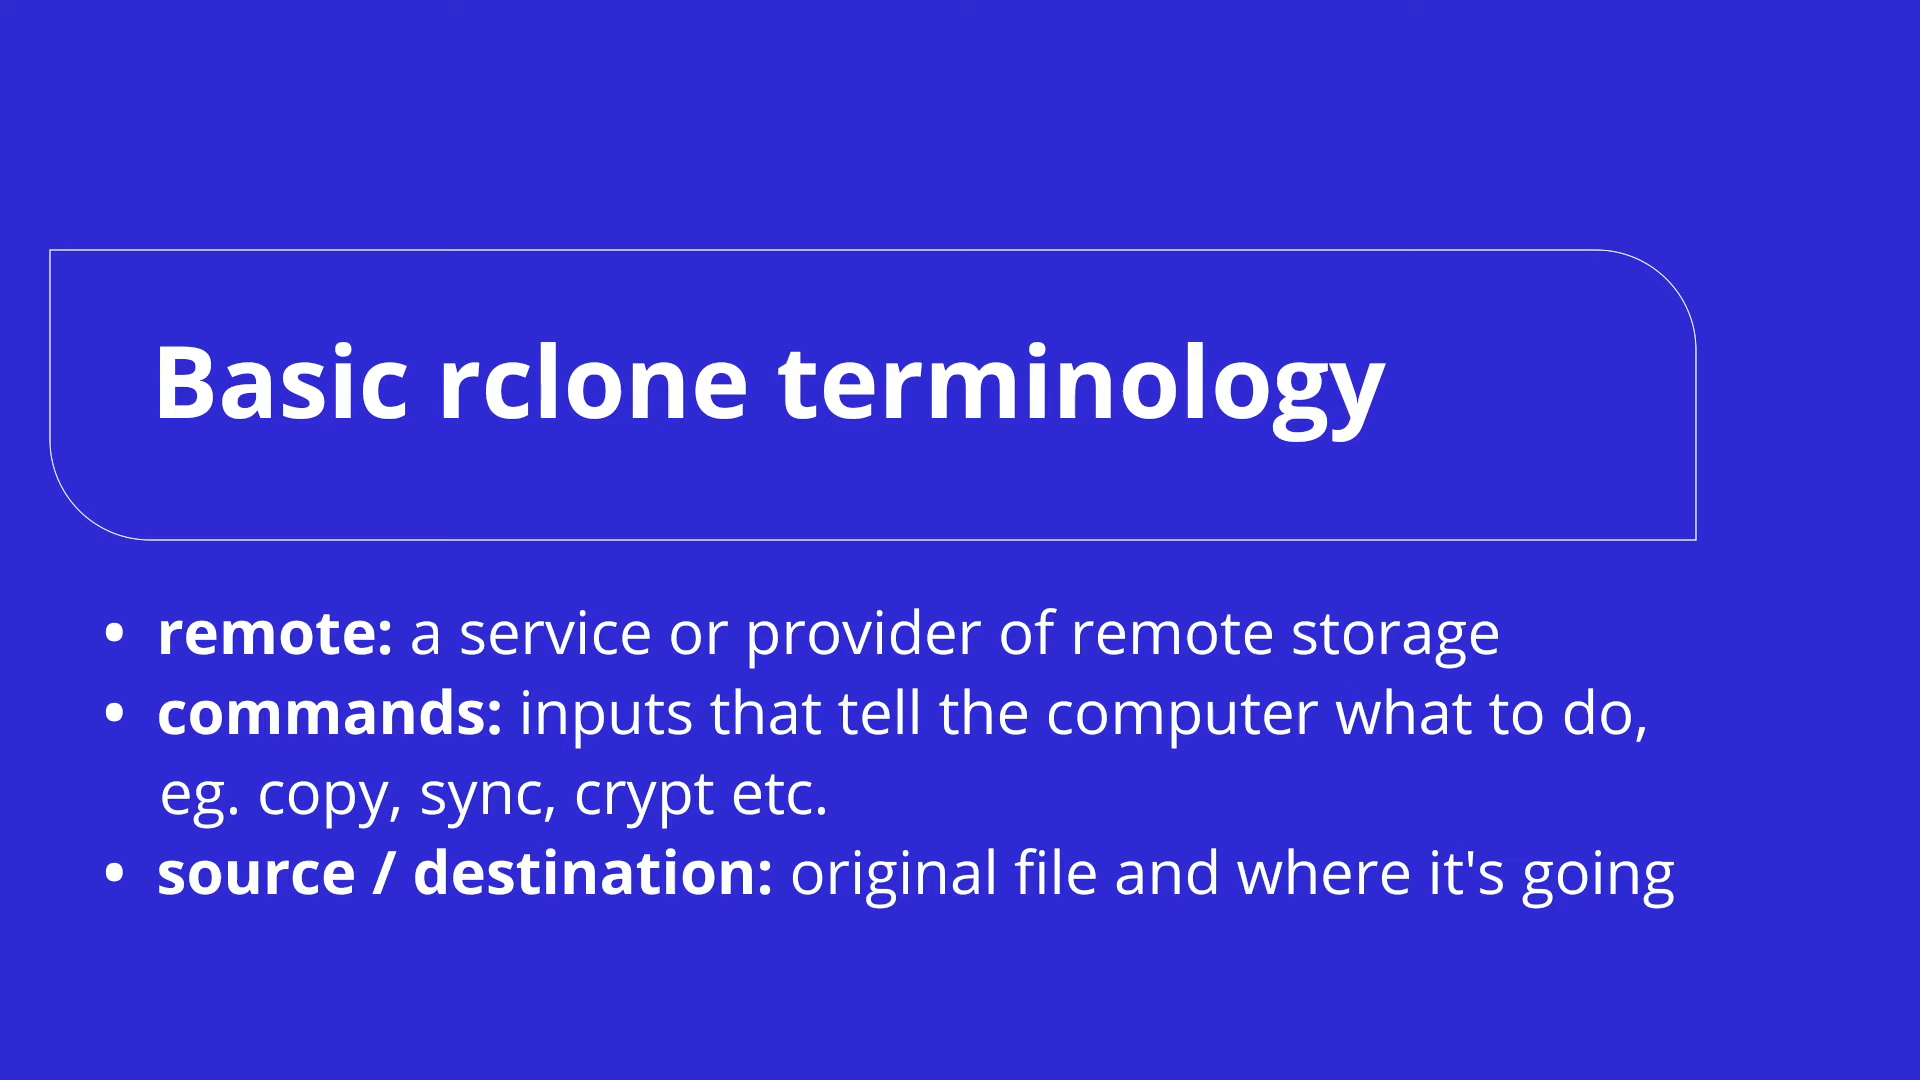 Basic rclone terminology
• remote: a service or provider of remote storage
• commands: inputs that tell the computer what to do,
eg. copy, sync, crypt etc.
• source / destination: original file and where it's going